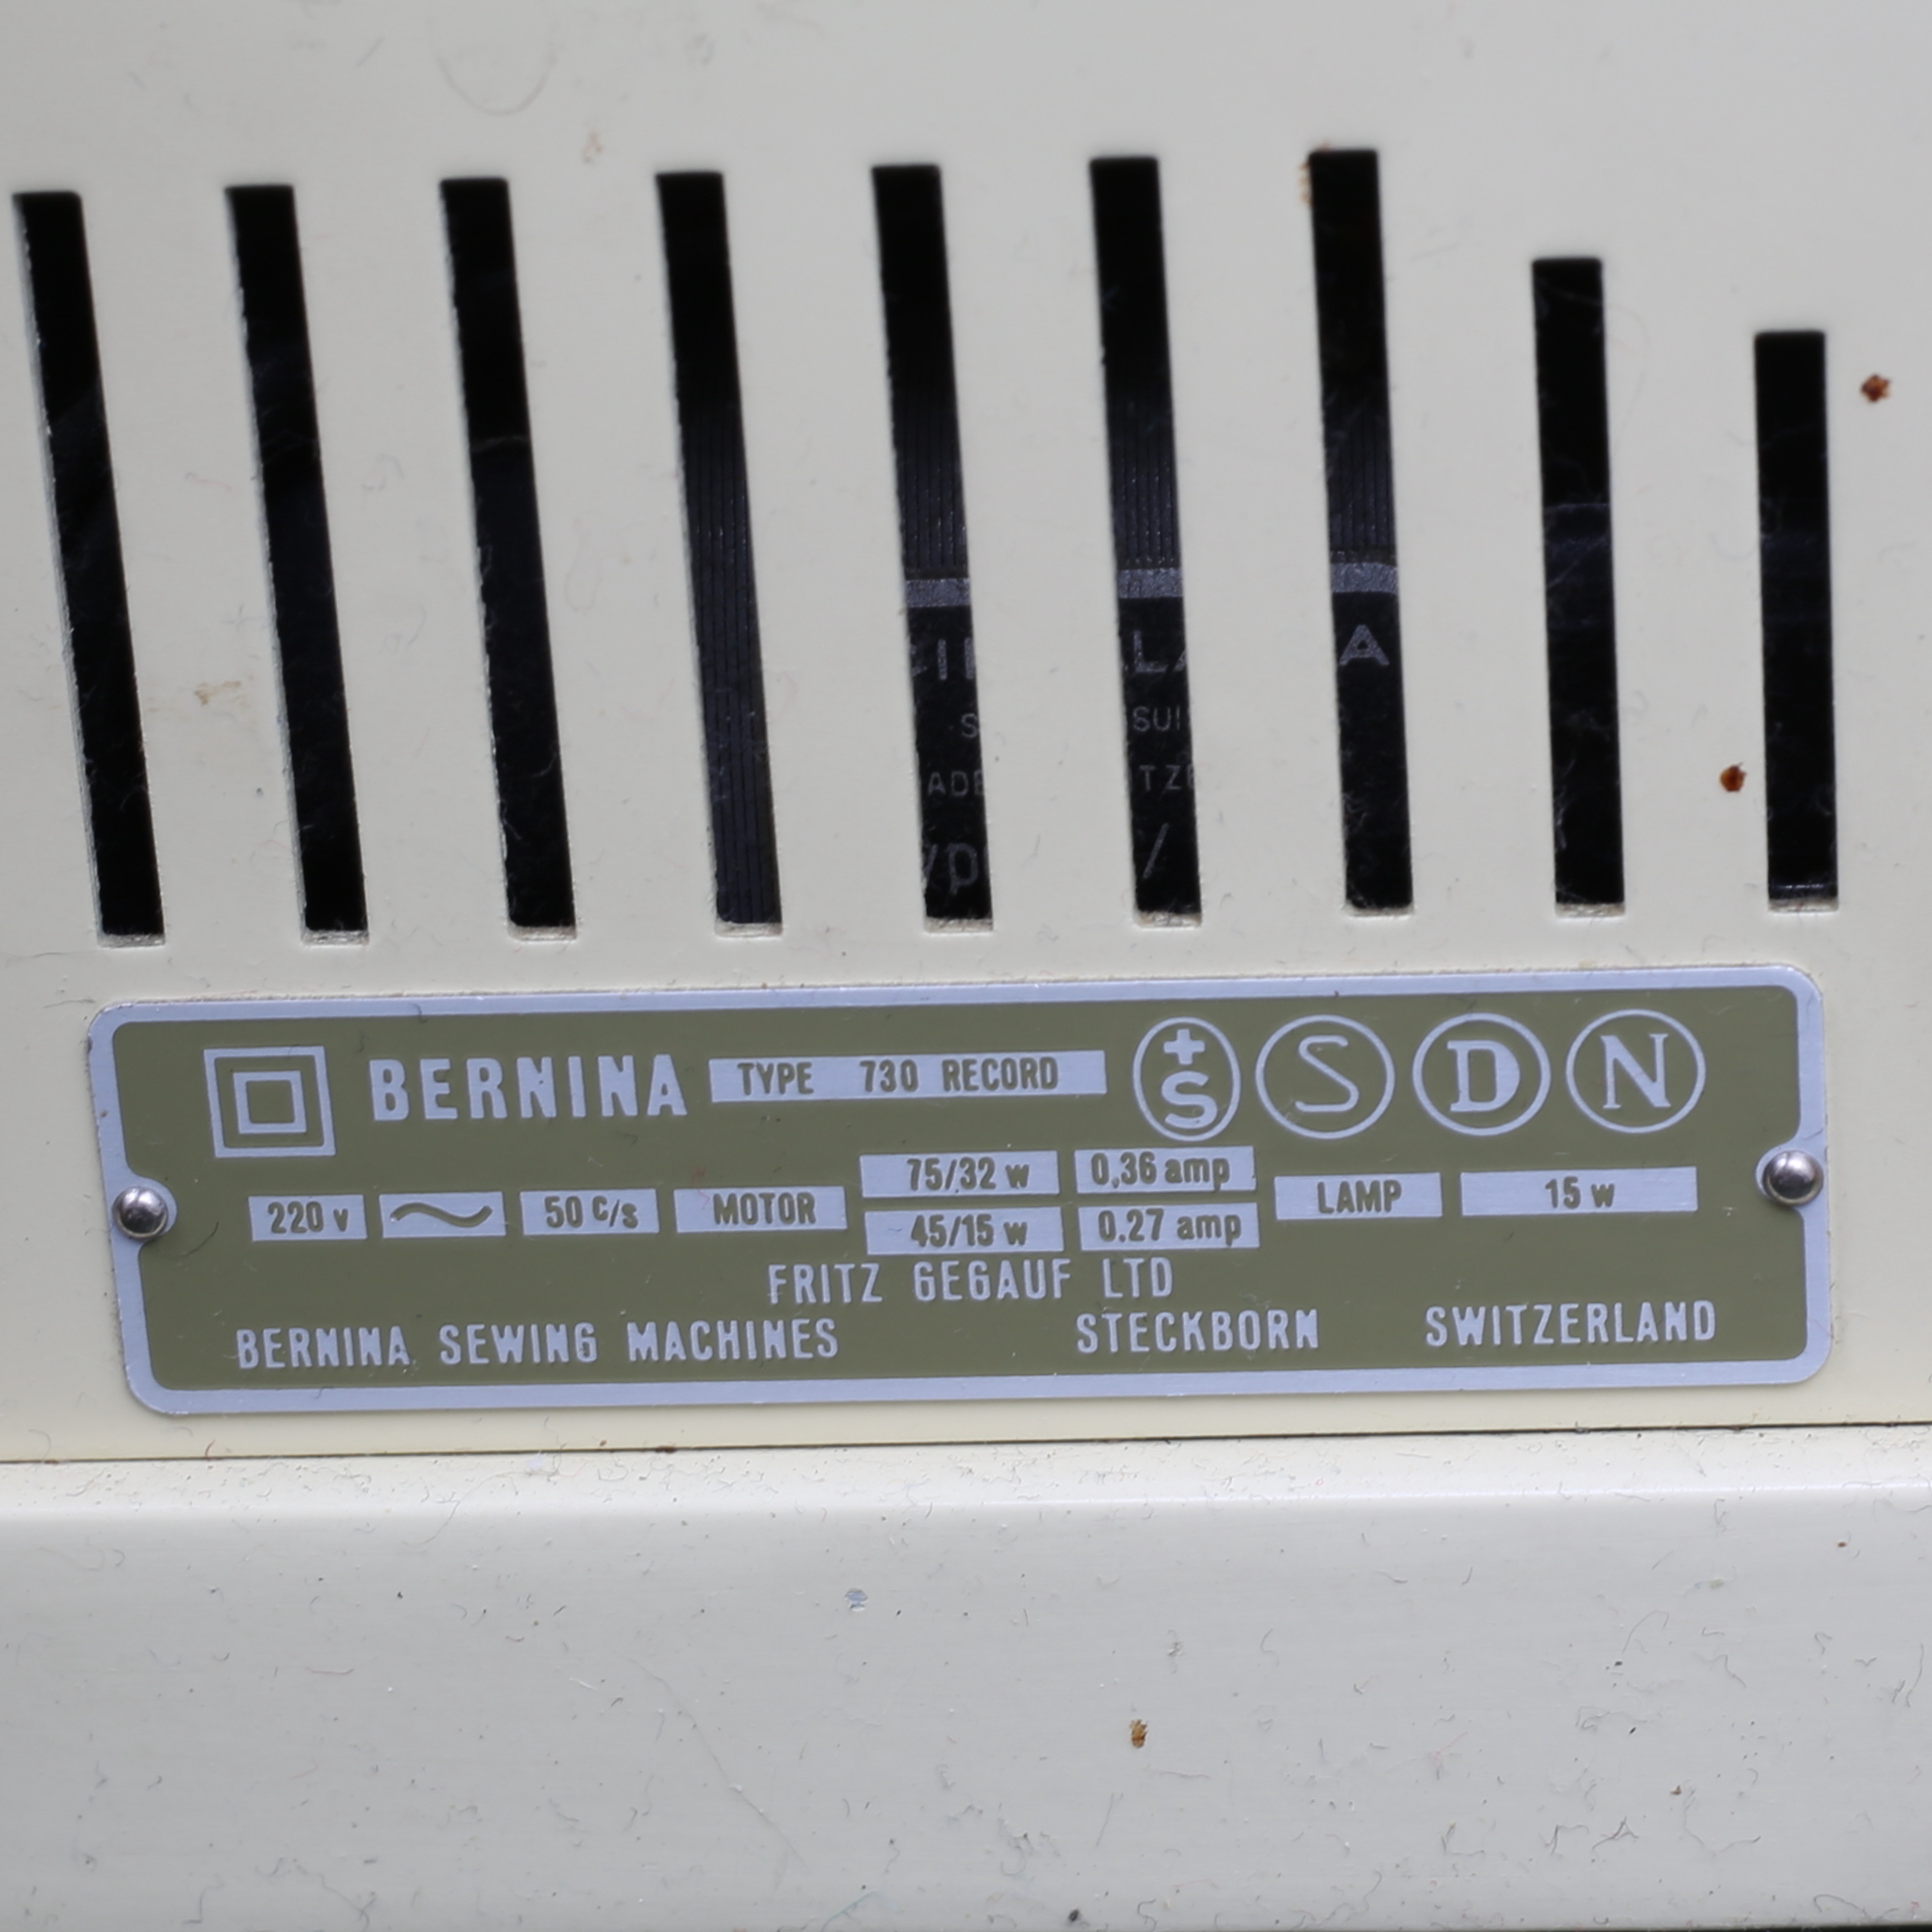 BERNINA TYPE 730 RECORD +S S D N
220 v ~ 50 c/s MOTOR 75/32 w 0,36 amp LAMP 15 w
45/15 w 0.27 amp
FRITZ GEGAUF LTD
BERNINA SEWING MACHINES STECKBORN SWITZERLAND